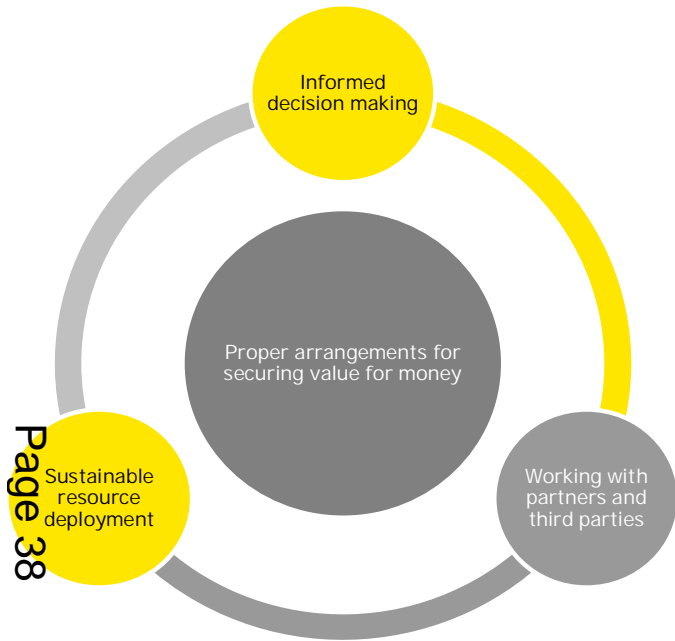 Informed
decision making
Proper arrangements for
securing value for money
Sustainable
resource
deployment
Working with
partners and
third parties
Page 38